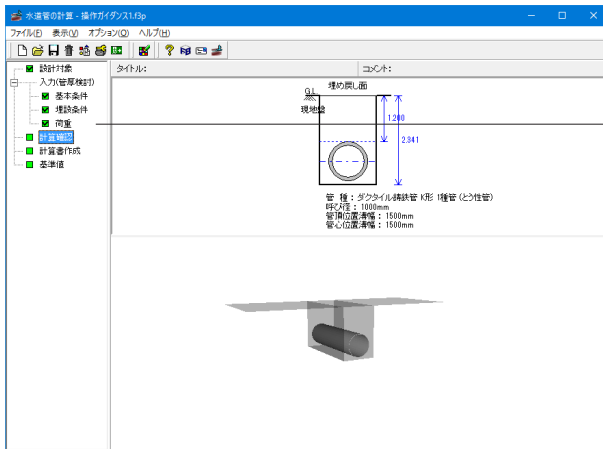 水道管の計算 - 操作ガイダンス1.f3p
ファイル(F) 表示(V) オプション(O) ヘルプ(H)
設計対象
入力(管厚検討)
基本条件
埋設条件
荷重
計算確認
計算書作成
基準値
タイトル: コメント:
埋め戻し面
G.L.
現地盤
1.200
2.341
管 種 : ダクタイル鋳鉄管 K形 1種管 (とう性管)
呼び径 : 1000mm
管頂位置溝幅 : 1500mm
管心位置溝幅 : 1500mm